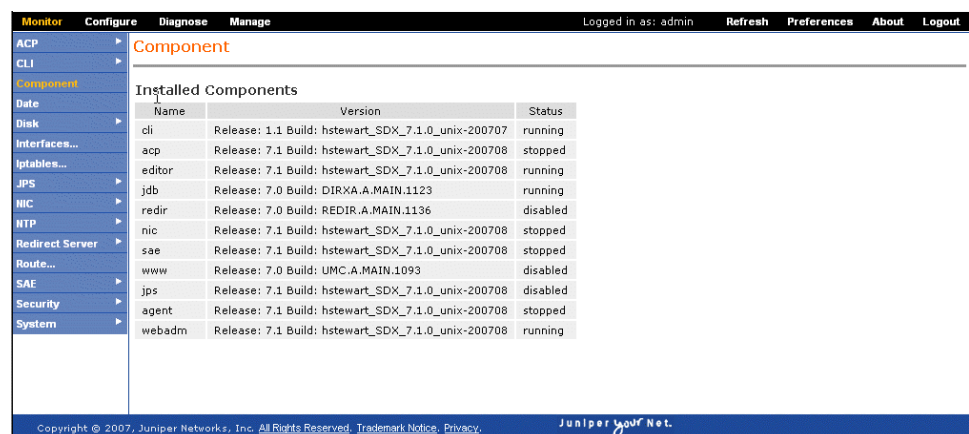 Monitor Configure Diagnose Manage Logged in as: admin Refresh Preferences About Logout
ACP
CLI
Component
Date
Disk
Interfaces...
Iptables...
JPS
NIC
NTP
Redirect Server
Route...
SAE
Security
System
Component
Installed Components
Name Version Status
cli Release: 1.1 Build: hstewart_SDX_7.1.0_unix-200707 running
acp Release: 7.1 Build: hstewart_SDX_7.1.0_unix-200708 stopped
editor Release: 7.1 Build: hstewart_SDX_7.1.0_unix-200708 running
jdb Release: 7.0 Build: DIRXA.A.MAIN.1123 running
redir Release: 7.0 Build: REDIR.A.MAIN.1136 disabled
nic Release: 7.1 Build: hstewart_SDX_7.1.0_unix-200708 stopped
sae Release: 7.1 Build: hstewart_SDX_7.1.0_unix-200708 stopped
www Release: 7.0 Build: UMC.A.MAIN.1093 disabled
jps Release: 7.1 Build: hstewart_SDX_7.1.0_unix-200708 disabled
agent Release: 7.1 Build: hstewart_SDX_7.1.0_unix-200708 stopped
webadm Release: 7.1 Build: hstewart_SDX_7.1.0_unix-200708 running
Copyright © 2007, Juniper Networks, Inc. All Rights Reserved. Trademark Notice. Privacy. Juniper your Net.